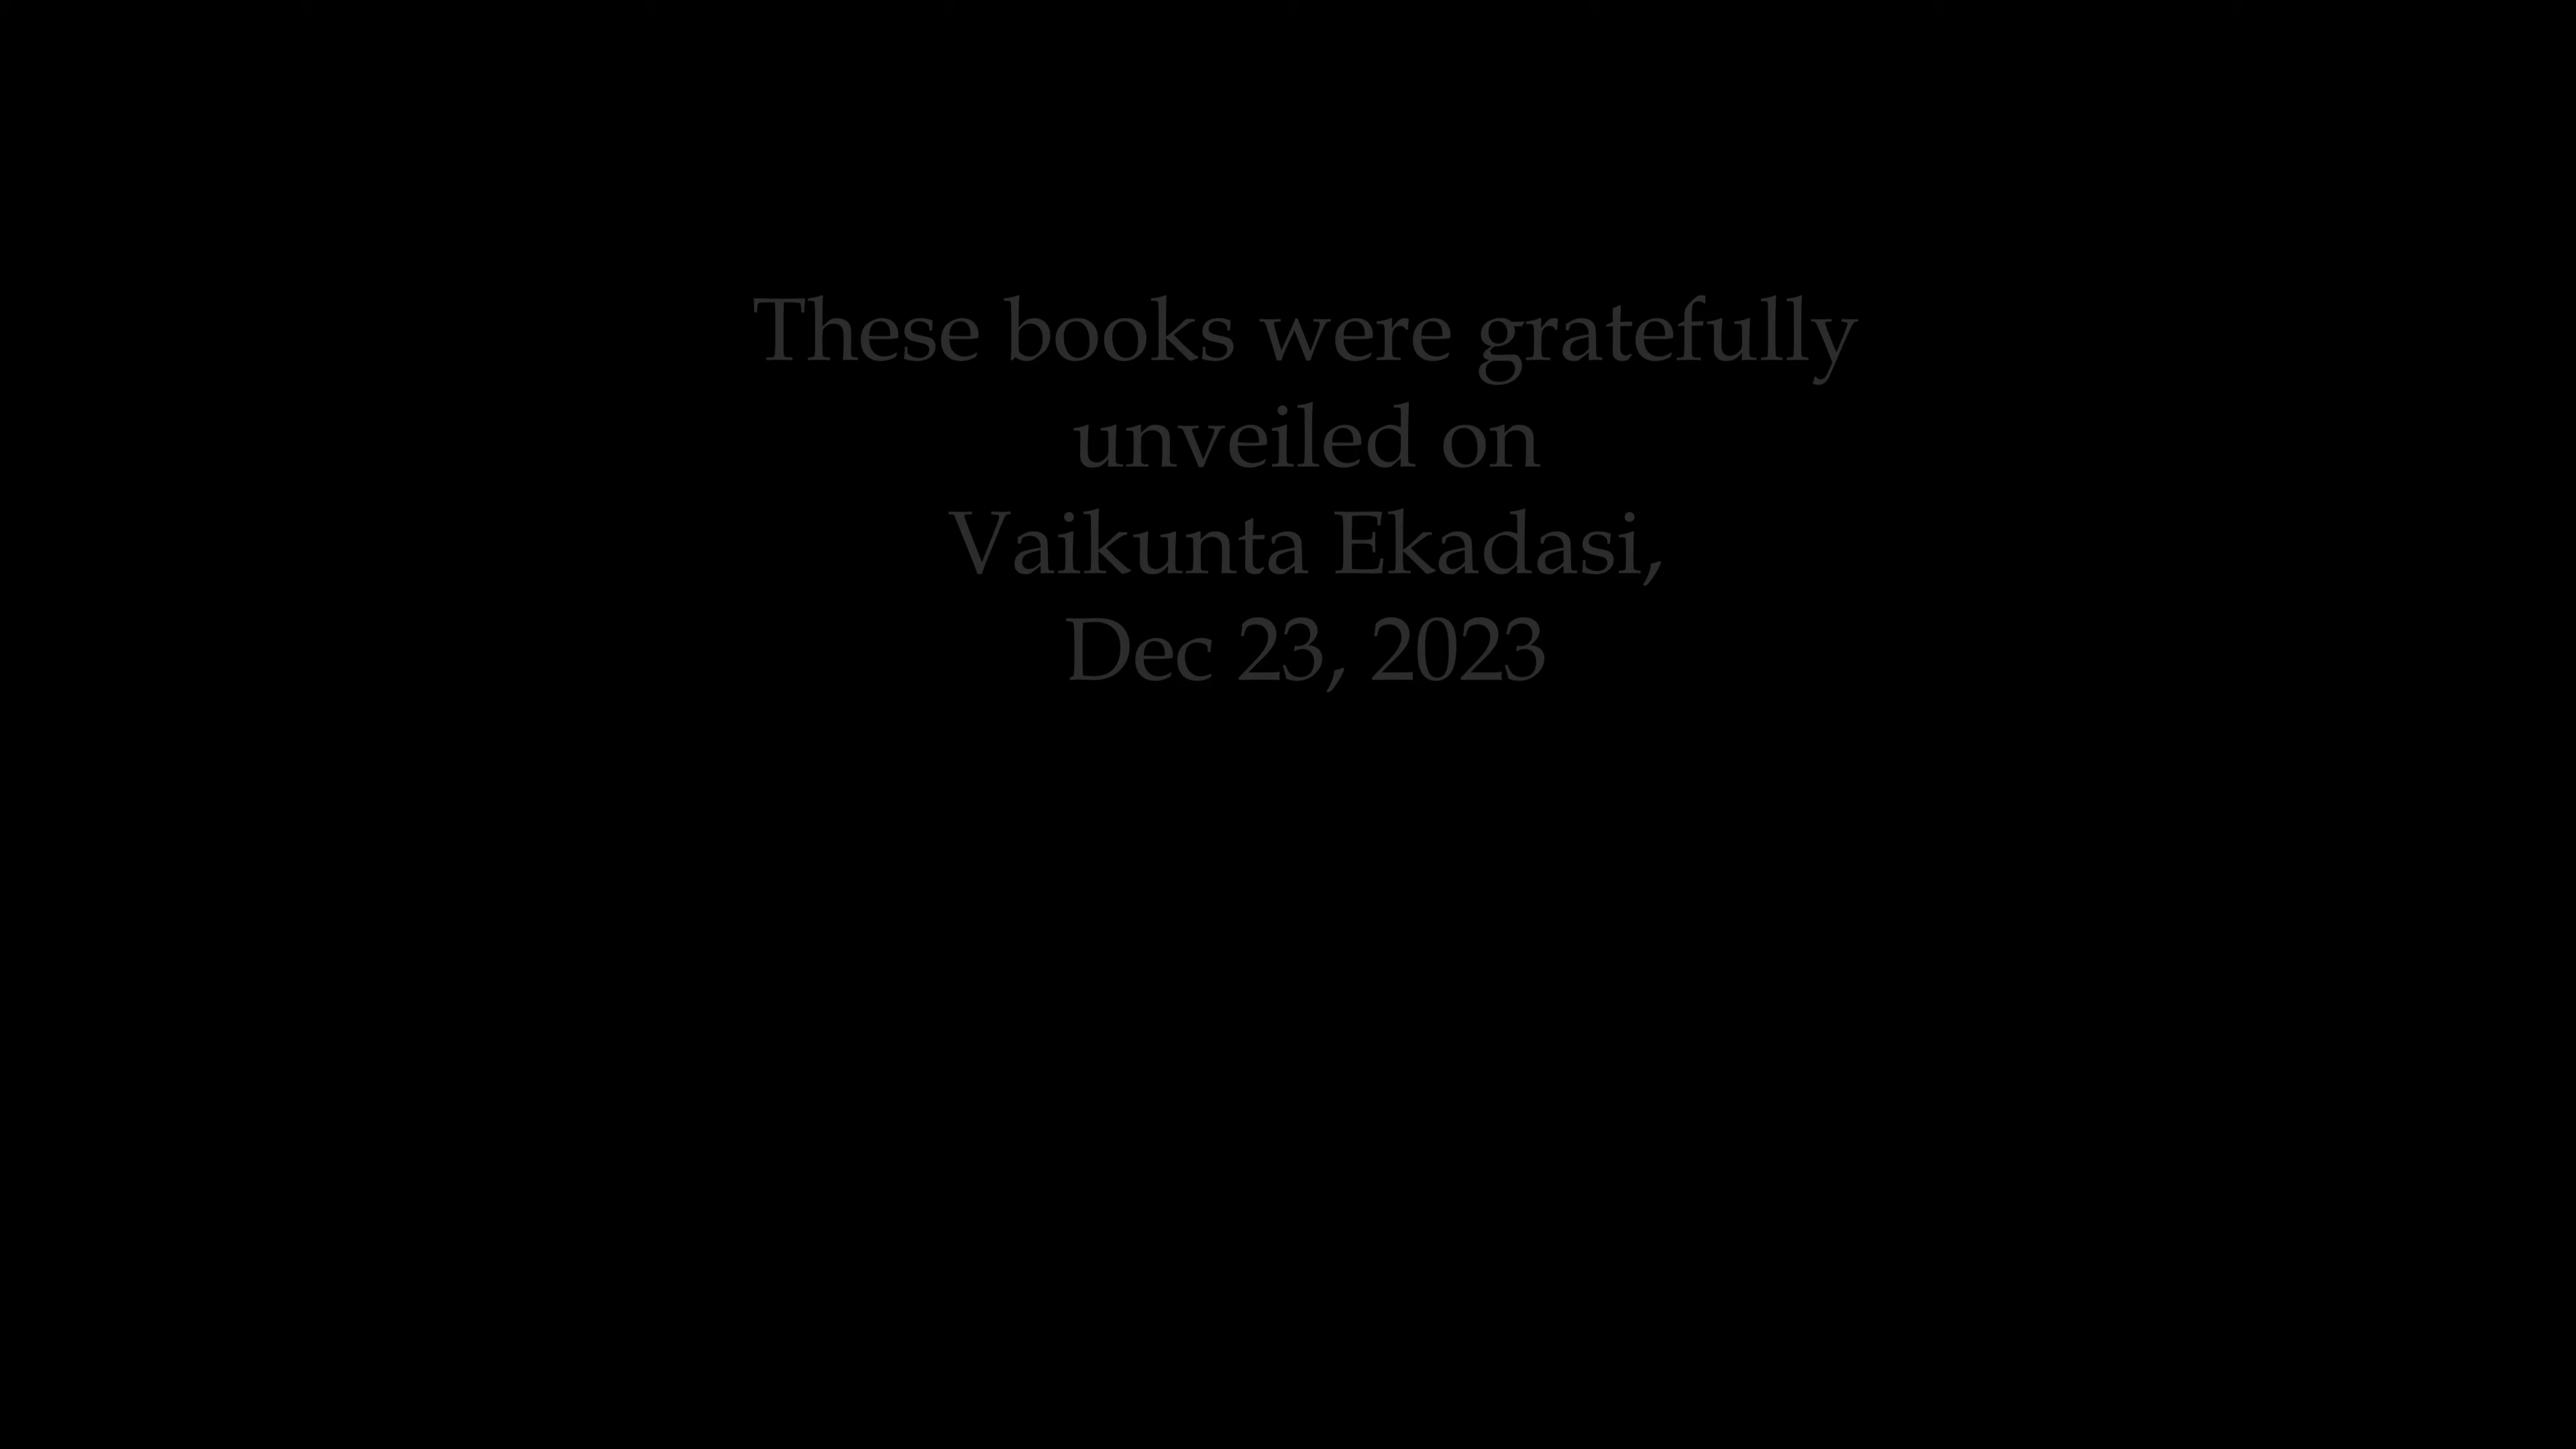 These books were gratefully
unveiled on
Vaikunta Ekadasi,
Dec 23, 2023